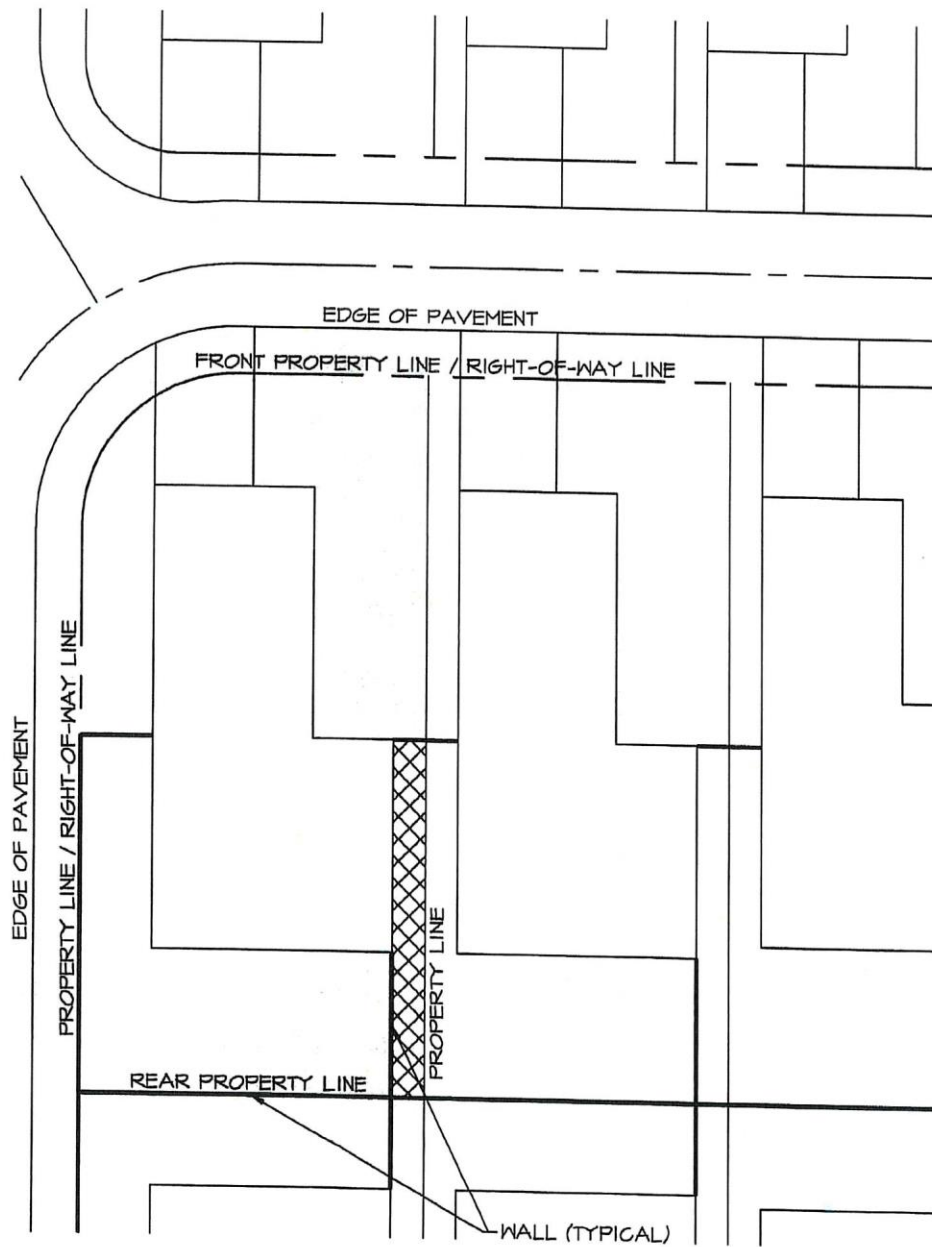 EDGE OF PAVEMENT
FRONT PROPERTY LINE / RIGHT-OF-WAY LINE
EDGE OF PAVEMENT
PROPERTY LINE / RIGHT-OF-WAY LINE
PROPERTY LINE
REAR PROPERTY LINE
WALL (TYPICAL)